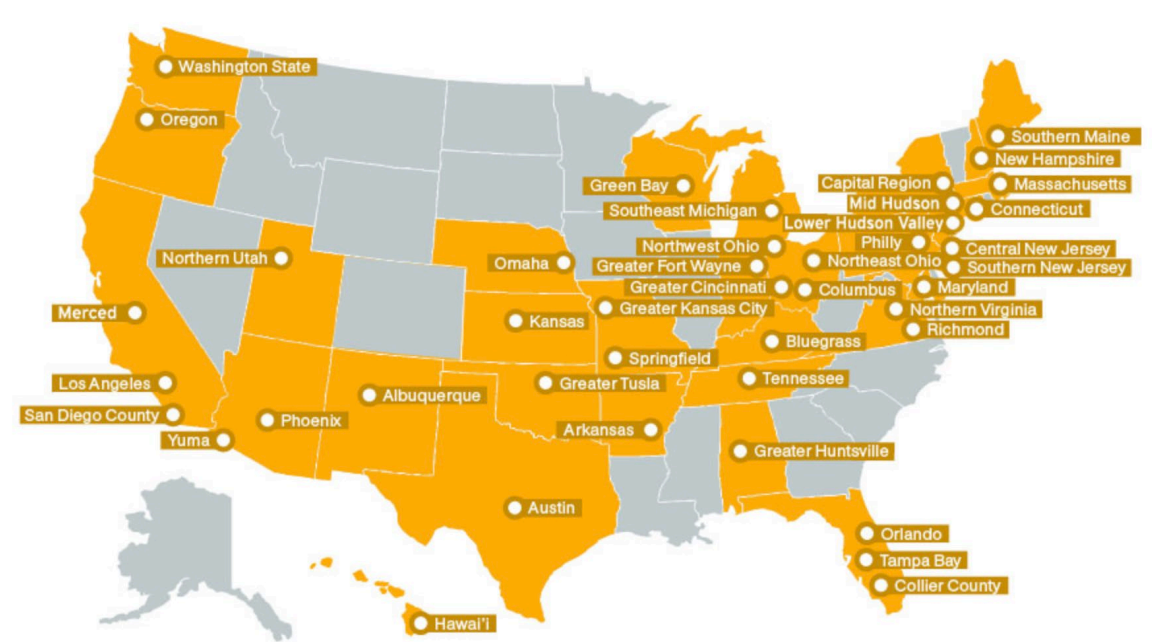 Washington State
Oregon
Southern Maine
New Hampshire
Capital Region
Massachusetts
Green Bay
Mid Hudson
Connecticut
Southeast Michigan
Lower Hudson Valley
Philly
Northwest Ohio
Central New Jersey
Northern Utah
Omaha
Northeast Ohio
Greater Fort Wayne
Southern New Jersey
Greater Cincinnati
Columbus
Maryland
Merced
Greater Kansas City
Northern Virginia
Kansas
Richmond
Bluegrass
Springfield
Tennessee
Los Angeles
Greater Tusla
Albuquerque
San Diego County
Phoenix
Arkansas
Yuma
Greater Huntsville
Austin
Orlando
Tampa Bay
Collier County
Hawai'i